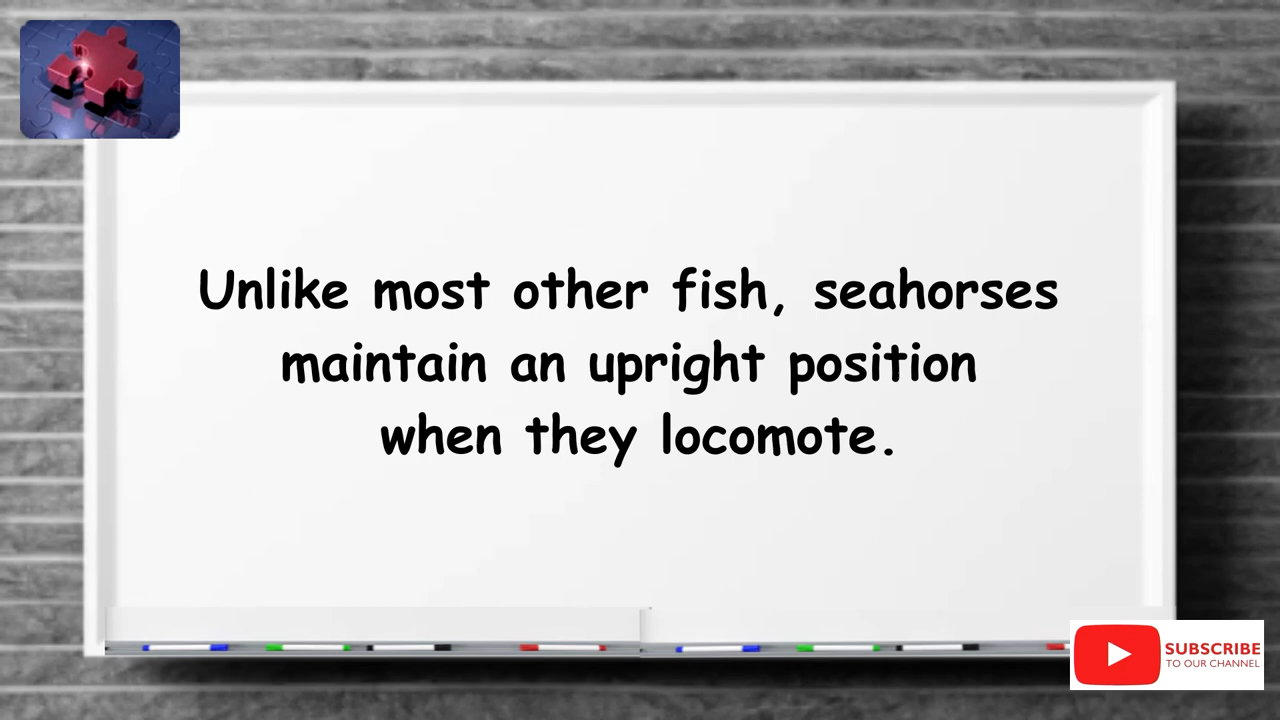 Unlike most other fish, seahorses
maintain an upright position
when they locomote.
SUBSCRIBE
TO OUR CHANNEL